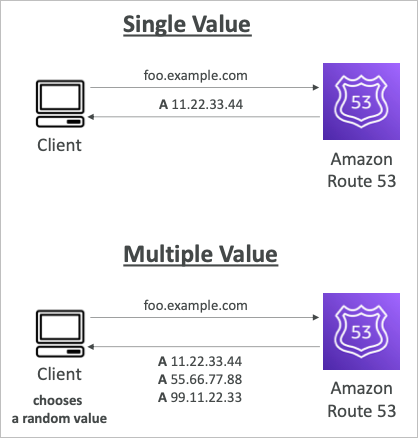 Single Value
foo.example.com
53
A 11.22.33.44
Client
Amazon
Route 53
Multiple Value
foo.example.com
53
A 11.22.33.44
Client
A 55.66.77.88
Amazon
chooses
A 99.11.22.33
Route 53
a random value